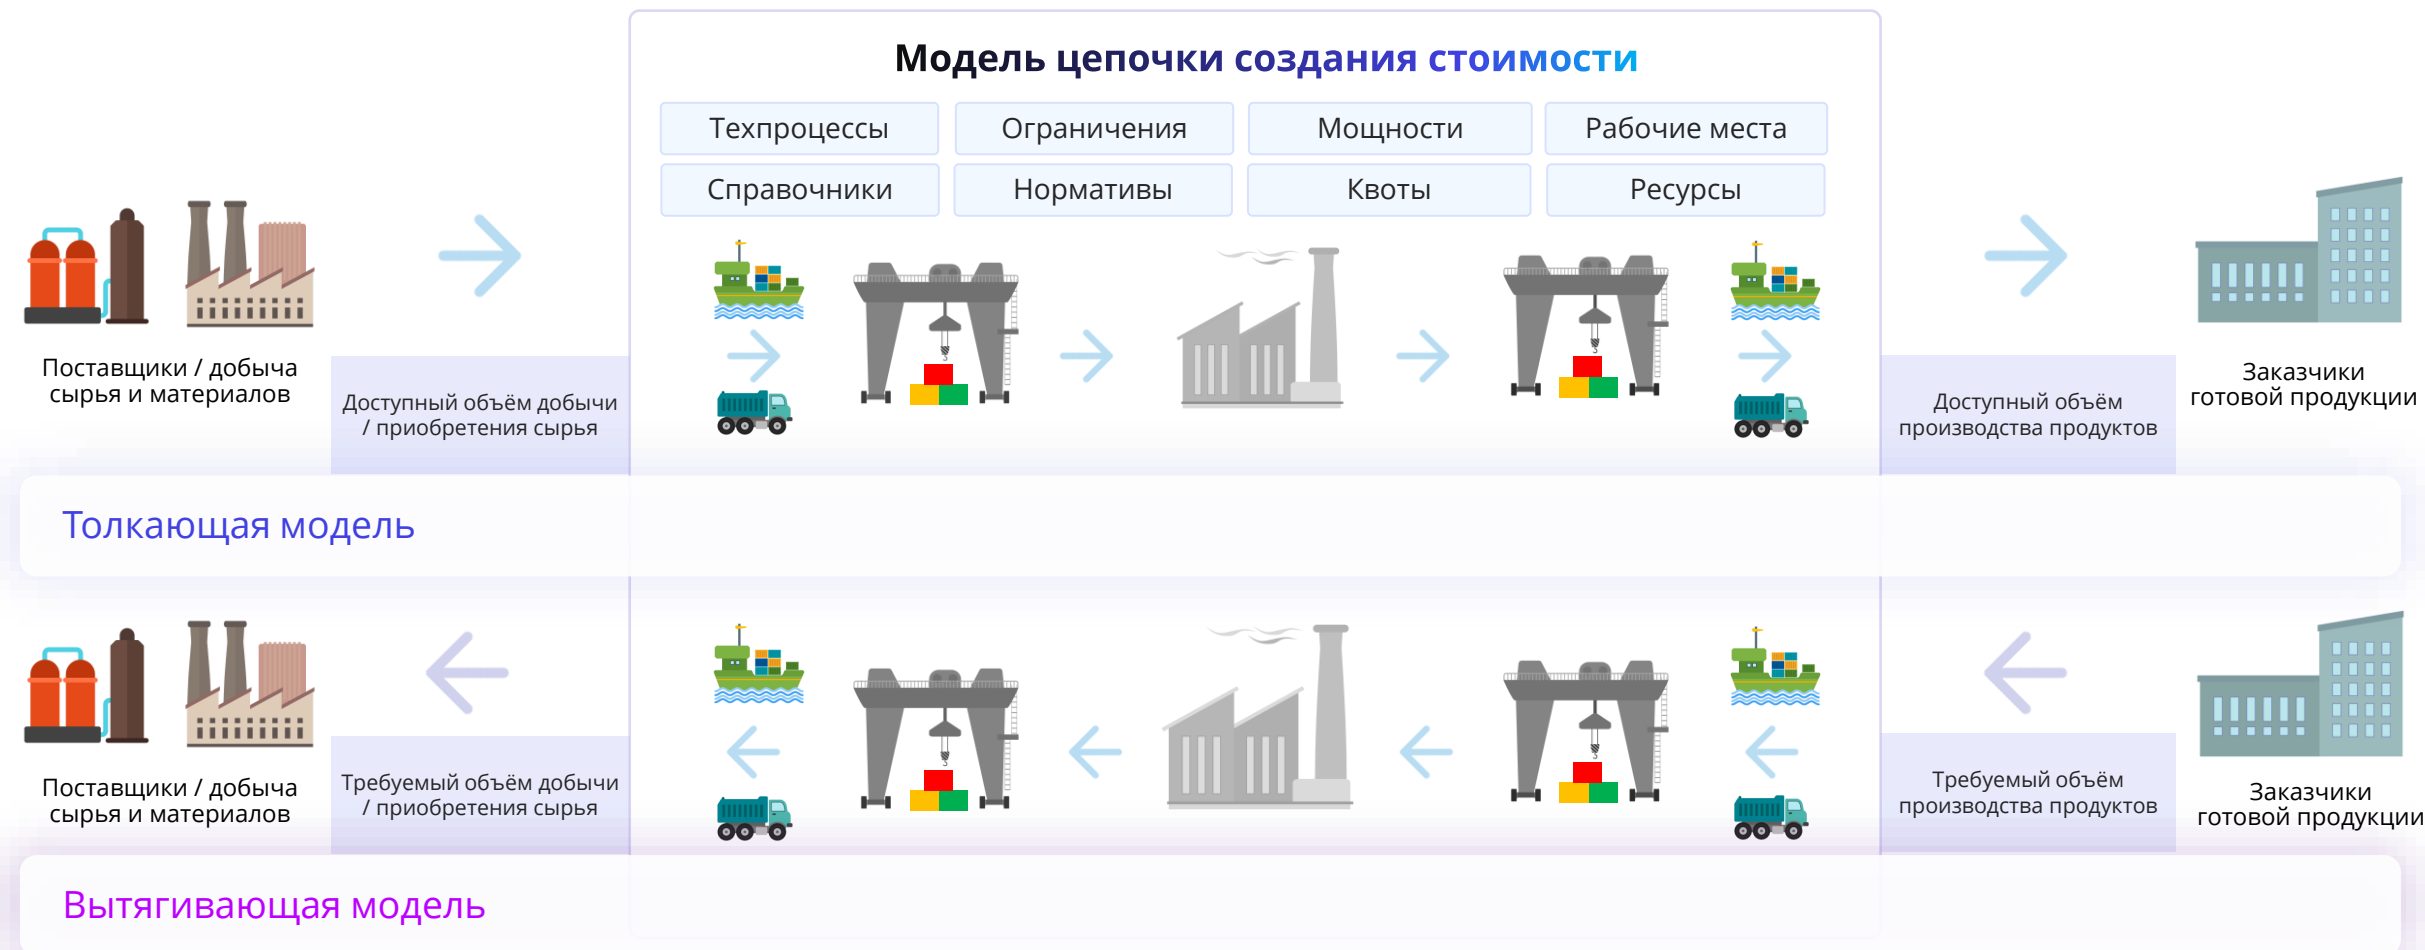 Модель цепочки создания стоимости
Техпроцессы
Ограничения
Мощности
Рабочие места
Справочники
Нормативы
Квоты
Ресурсы
Поставщики / добыча
сырья и материалов
Доступный объём добычи
/ приобретения сырья
Доступный объём
производства продуктов
Заказчики
готовой продукции
Толкающая модель
Поставщики / добыча
сырья и материалов
Требуемый объём добычи
/ приобретения сырья
Требуемый объём
производства продуктов
Заказчики
готовой продукции
Вытягивающая модель